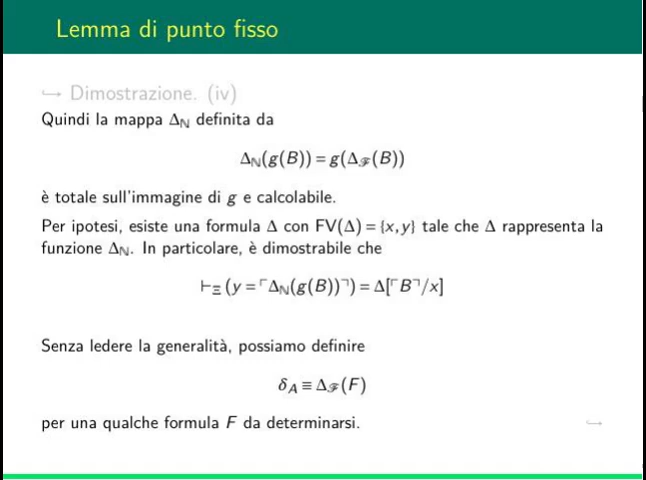 Lemma di punto fisso
↪ Dimostrazione. (iv)
Quindi la mappa Δ_ℕ definita da
Δ_ℕ(g(B)) = g(Δ_ℱ(B))
è totale sull'immagine di g e calcolabile.
Per ipotesi, esiste una formula Δ con FV(Δ) = {x, y} tale che Δ rappresenta la
funzione Δ_ℕ. In particolare, è dimostrabile che
⊢_Ξ (y = ⌜Δ_ℕ(g(B))⌝) = Δ[⌜B⌝/x]
Senza ledere la generalità, possiamo definire
δ_A ≡ Δ_ℱ(F)
per una qualche formula F da determinarsi. ↪